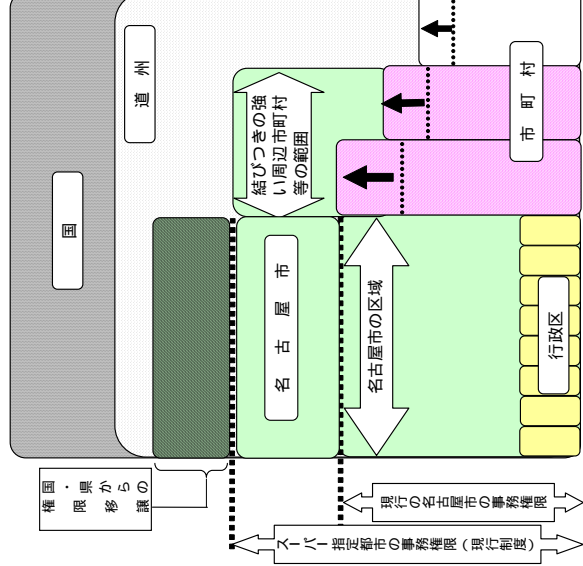 国
道州
結びつきの強
い周辺市町村
等の範囲
市町村
名古屋市
名古屋市の区域
行政区
国・県からの
権限移譲
現行の名古屋市の事務権限
スーパー指定都市の事務権限（現行制度）